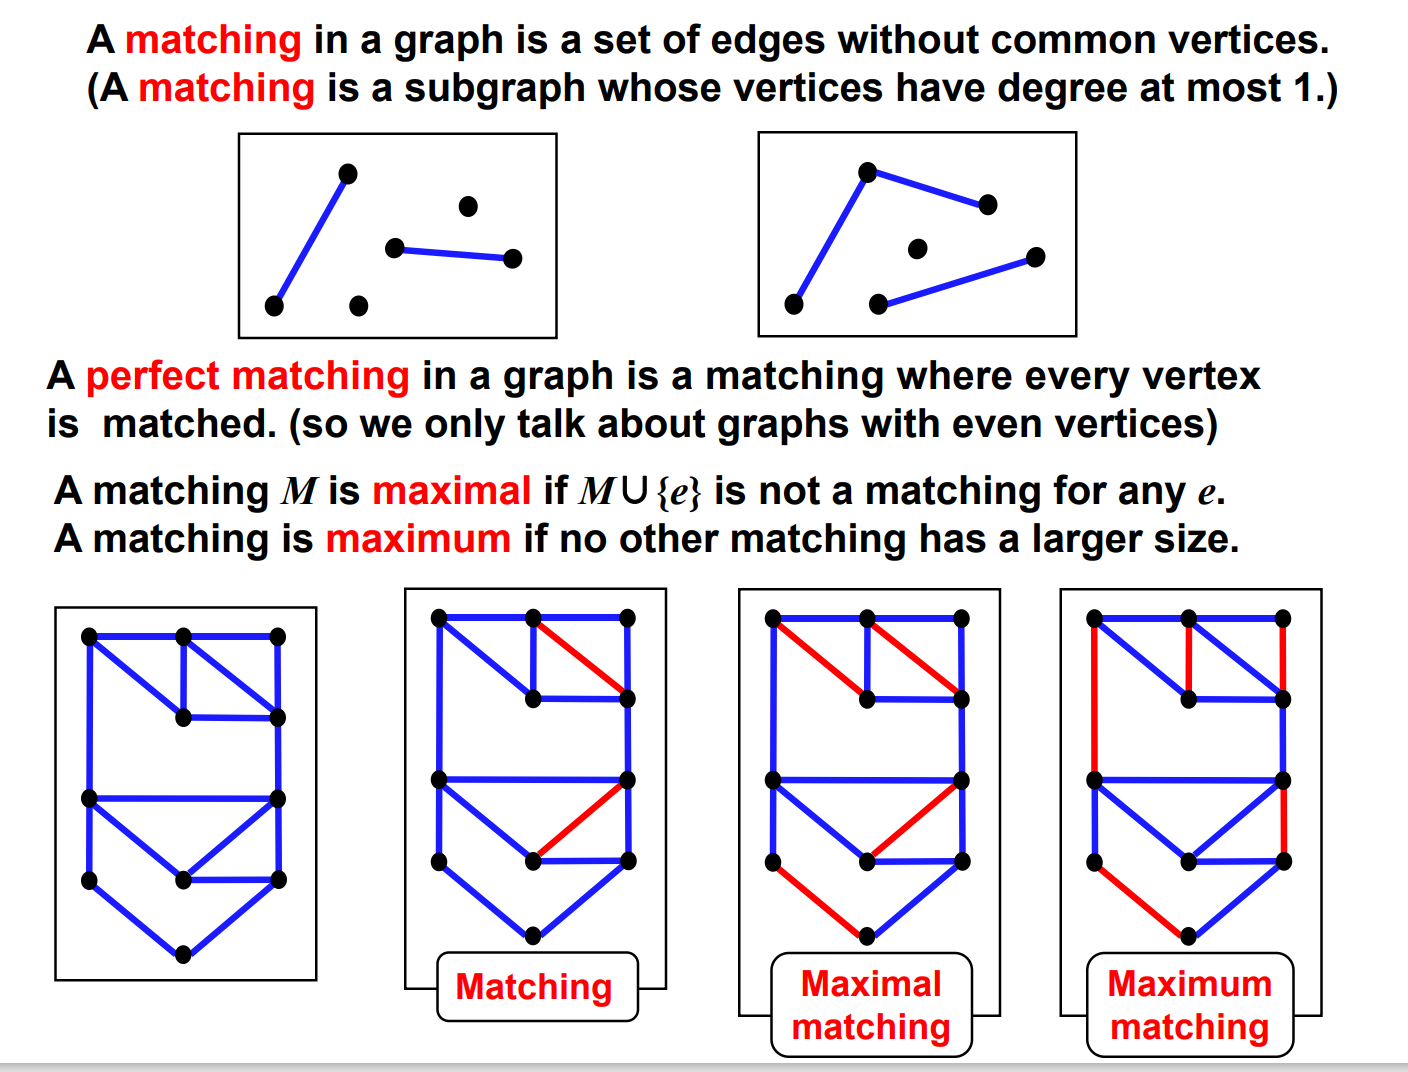 A matching in a graph is a set of edges without common vertices.
(A matching is a subgraph whose vertices have degree at most 1.)
A perfect matching in a graph is a matching where every vertex
is matched. (so we only talk about graphs with even vertices)
A matching M is maximal if M∪{e} is not a matching for any e.
A matching is maximum if no other matching has a larger size.
Matching
Maximal
matching
Maximum
matching